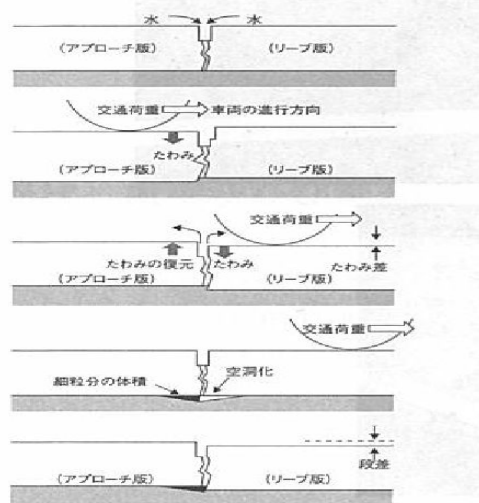 水 水
(アプローチ版) (リーブ版)
交通荷重 車両の進行方向
たわみ
(アプローチ版) (リーブ版)
交通荷重
たわみの復元 たわみ たわみ差
(アプローチ版) (リーブ版)
交通荷重
細粒分の体積 空洞化
段差
(アプローチ版) (リーブ版)